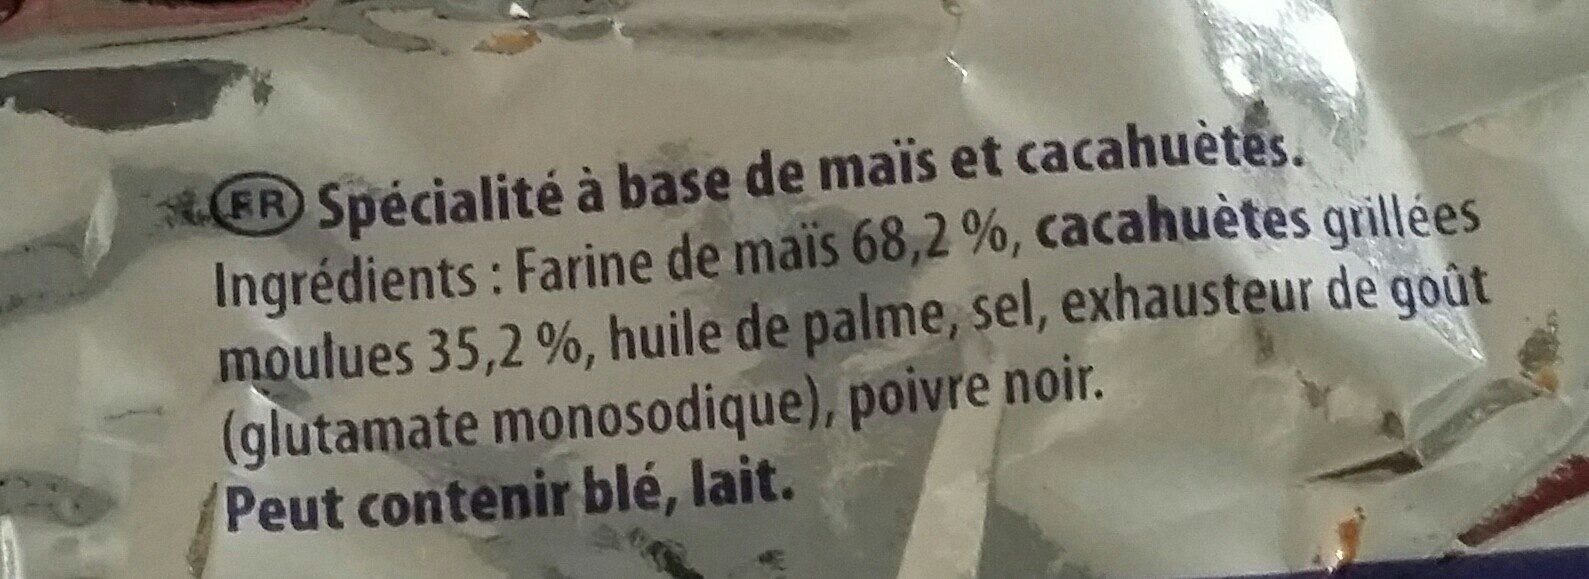 FR Spécialité à base de maïs et cacahuètes.
Ingrédients : Farine de maïs 68,2 %, cacahuètes grillées
moulues 35,2 %, huile de palme, sel, exhausteur de goût
(glutamate monosodique), poivre noir.
Peut contenir blé, lait.